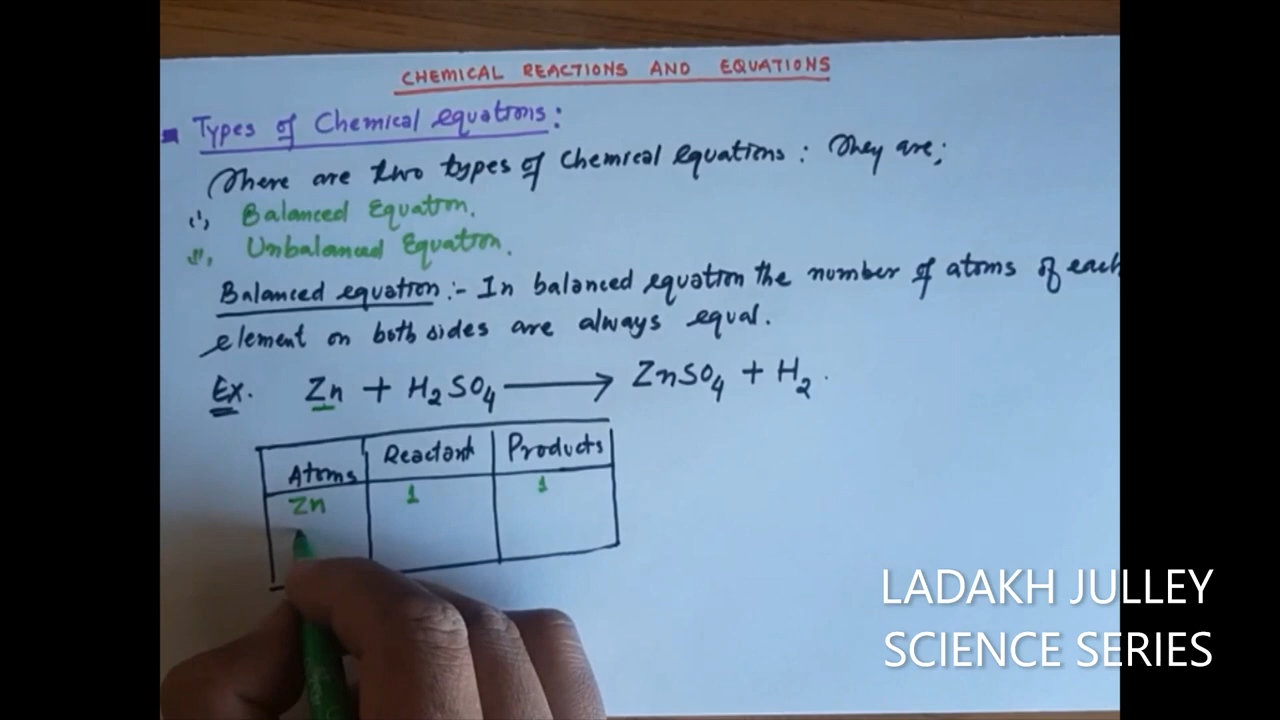 CHEMICAL REACTIONS AND EQUATIONS
Types of Chemical equations:
There are two types of Chemical equations: They are;
(i), Balanced Equation.
ii), Unbalanced Equation.
Balanced equation:- In balanced equation the number of atoms of each
element on both sides are always equal.
Ex. Zn + H₂SO₄ ⟶ ZnSO₄ + H₂.
Atoms Reactant Products
Zn 1 1
LADAKH JULLEY
SCIENCE SERIES